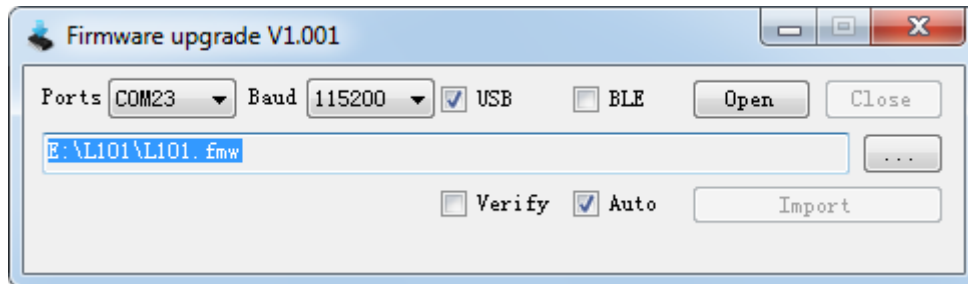 Firmware upgrade V1.001
Ports COM23 Baud 115200 USB BLE Open Close
E:\L101\L101.fmw ...
Verify Auto Import